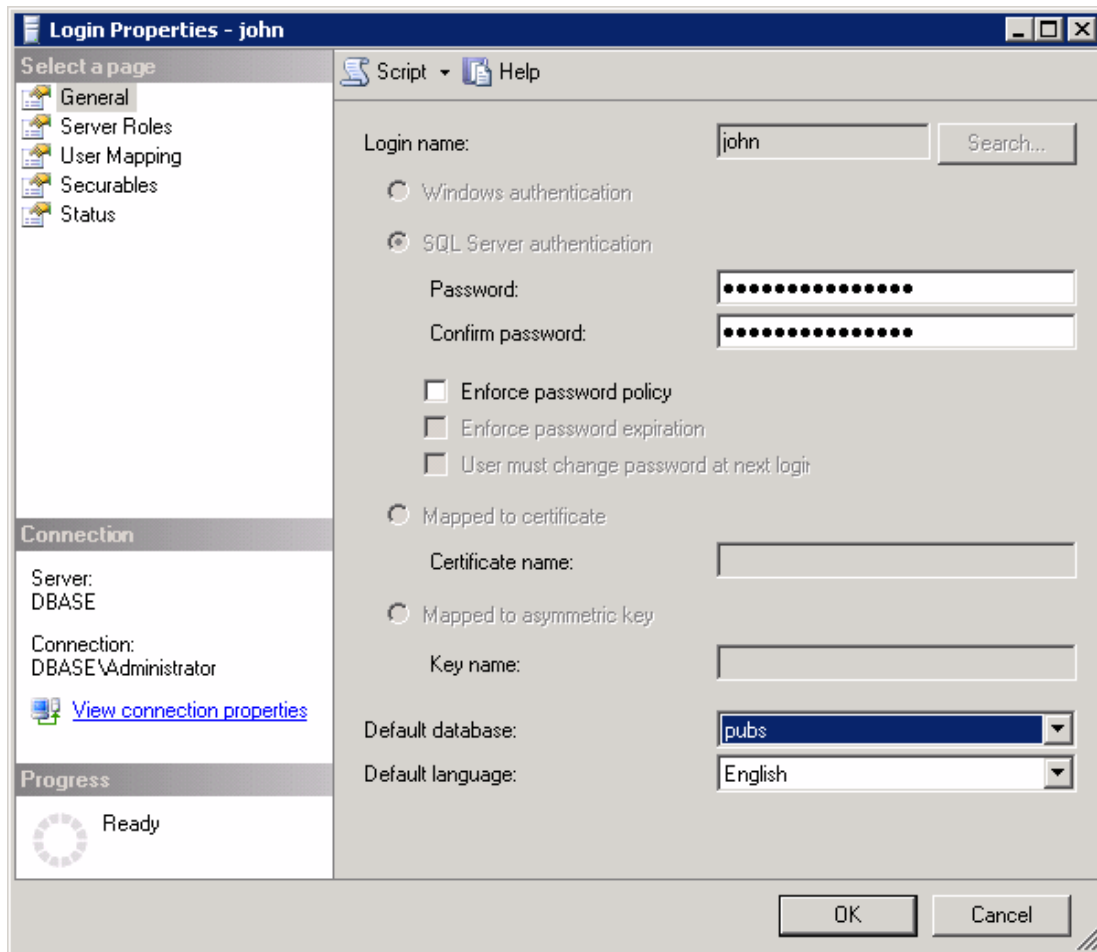 Login Properties - john
Select a page
General
Server Roles
User Mapping
Securables
Status
Connection
Server:
DBASE
Connection:
DBASE\Administrator
View connection properties
Progress
Ready
Script Help
Login name: john Search...
Windows authentication
SQL Server authentication
Password: ●●●●●●●●●●●●●●●
Confirm password: ●●●●●●●●●●●●●●●
Enforce password policy
Enforce password expiration
User must change password at next login
Mapped to certificate
Certificate name:
Mapped to asymmetric key
Key name:
Default database: pubs
Default language: English
OK Cancel